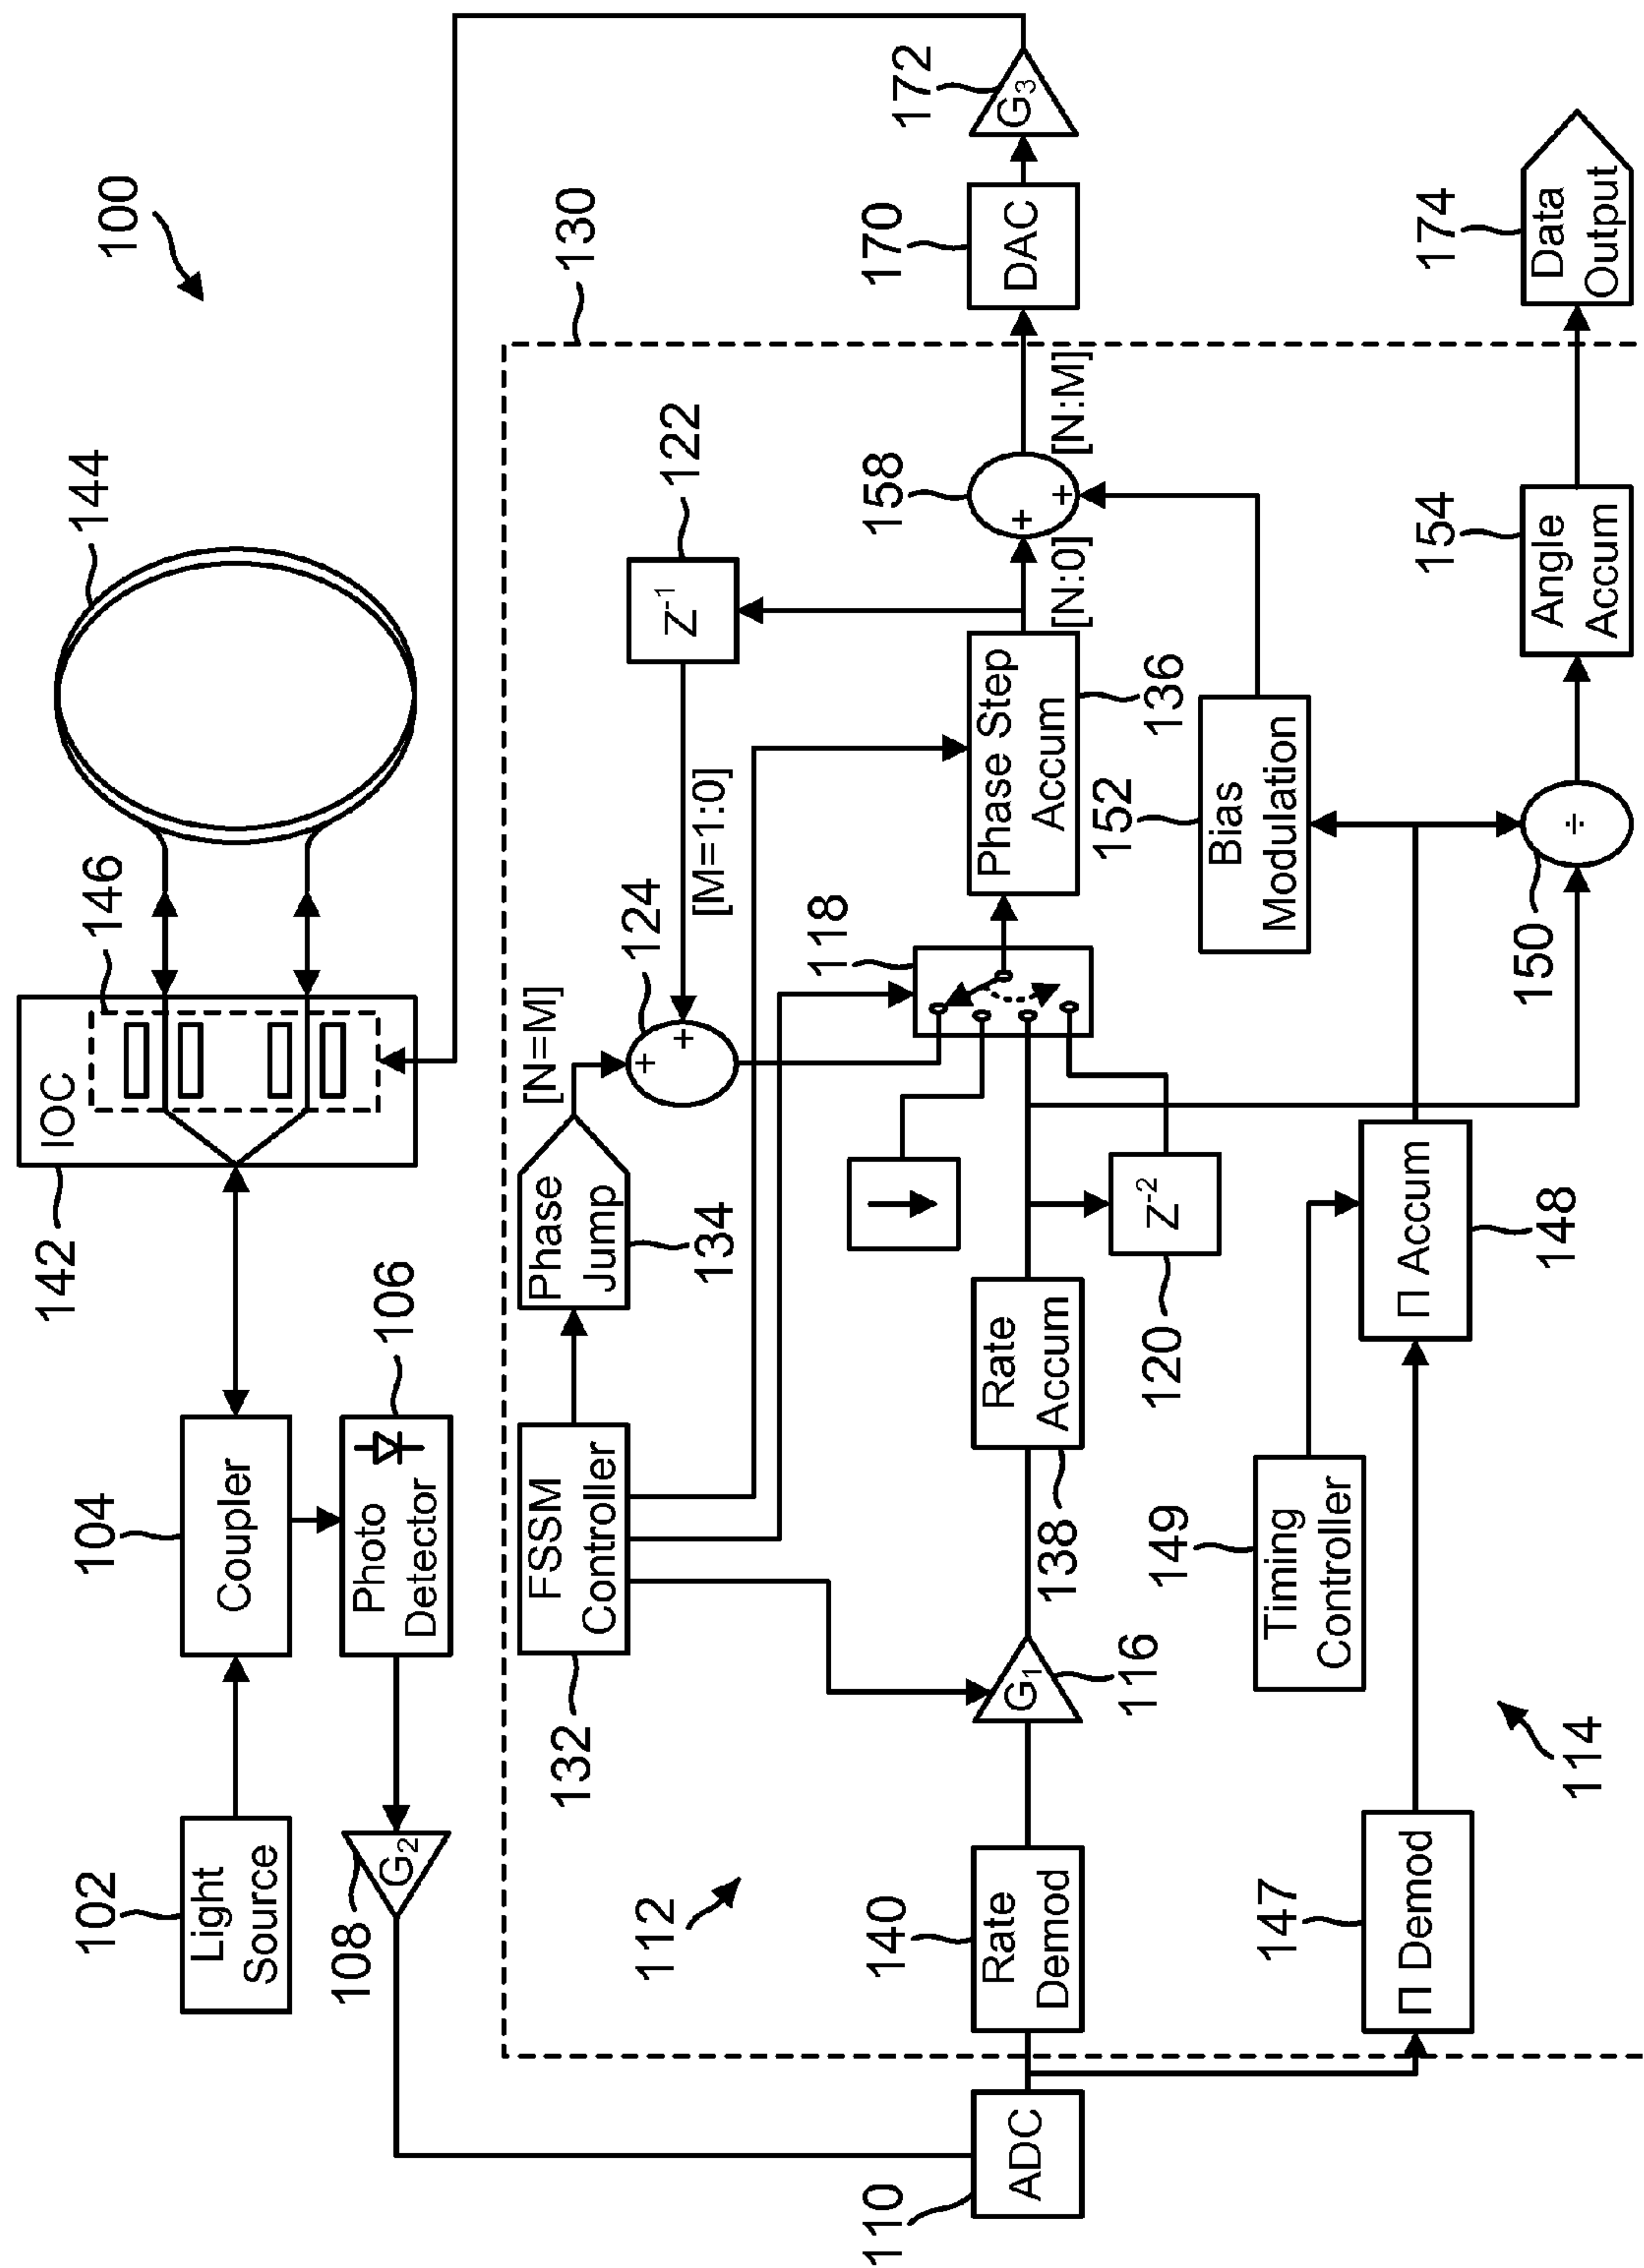 100
102
Light
Source
104
Coupler
142
IOC
146
144
106
Photo
Detector
108
G2
132
FSSM
Controller
134
Phase
Jump
[N=M]
124
+
+
[M=1:0]
122
Z-1
130
112
140
Rate
Demod
116
G1
138
Rate
Accum
120
Z-2
118
136
Phase Step
Accum
[N:0]
158
+
+
[N:M]
170
DAC
172
G3
110
ADC
149
Timing
Controller
152
Bias
Modulation
147
Π Demod
114
148
Π Accum
150
÷
154
Angle
Accum
174
Data
Output